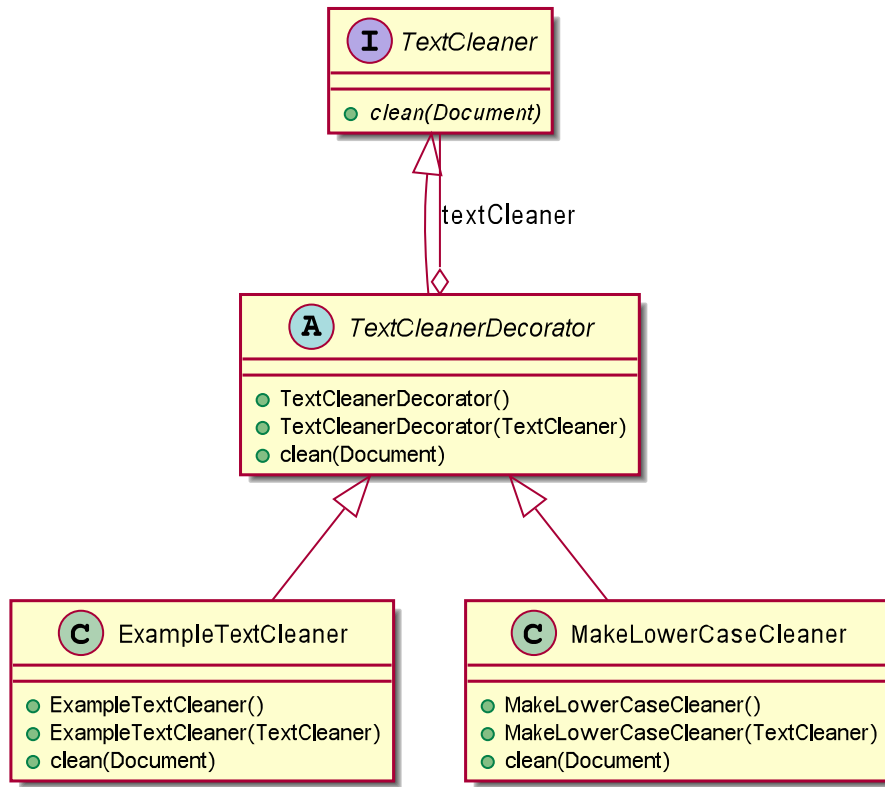 I TextCleaner
clean(Document)
textCleaner
A TextCleanerDecorator
TextCleanerDecorator()
TextCleanerDecorator(TextCleaner)
clean(Document)
C ExampleTextCleaner
ExampleTextCleaner()
ExampleTextCleaner(TextCleaner)
clean(Document)
C MakeLowerCaseCleaner
MakeLowerCaseCleaner()
MakeLowerCaseCleaner(TextCleaner)
clean(Document)